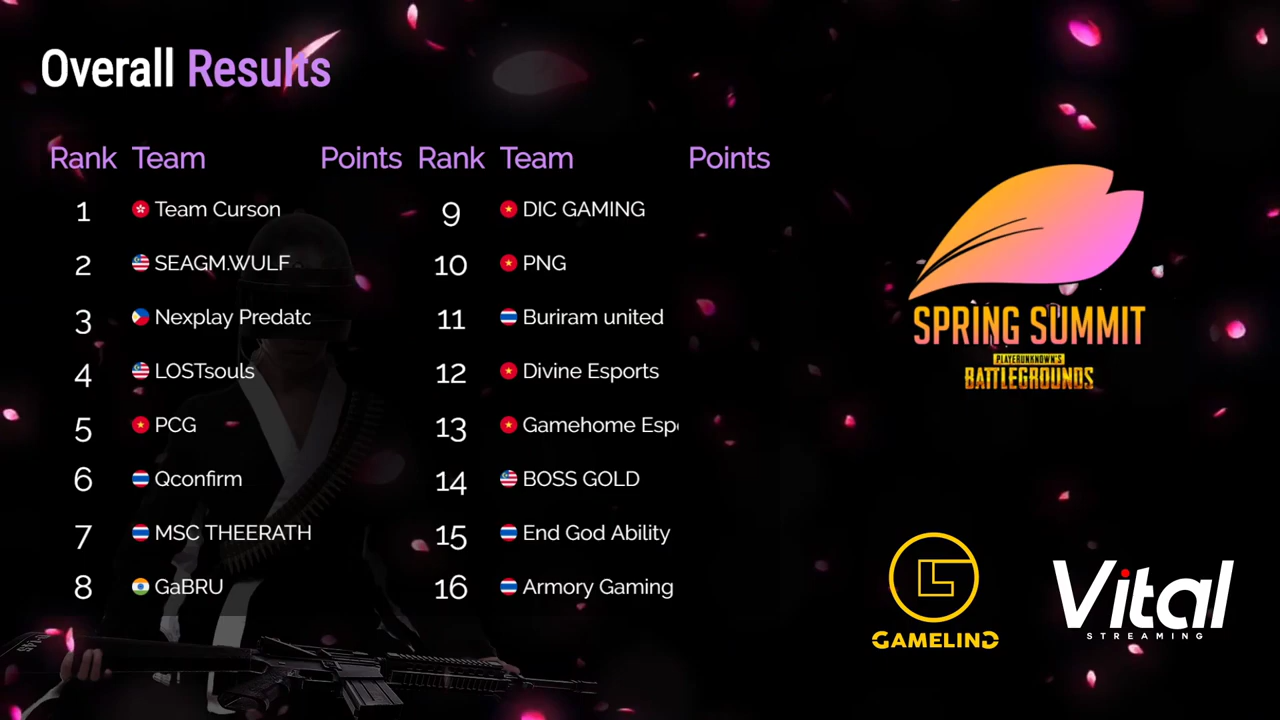 Overall Results
Rank Team Points Rank Team Points
1 Team Curson 9 DIC GAMING
2 SEAGM.WULF 10 PNG
3 Nexplay Predatc 11 Buriram united
4 LOSTsouls 12 Divine Esports
5 PCG 13 Gamehome Esp
6 Qconfirm 14 BOSS GOLD
7 MSC THEERATH 15 End God Ability
8 GaBRU 16 Armory Gaming
SPRING SUMMIT
PLAYERUNKNOWN'S
BATTLEGROUNDS
GAMELIND
Vital
STREAMING